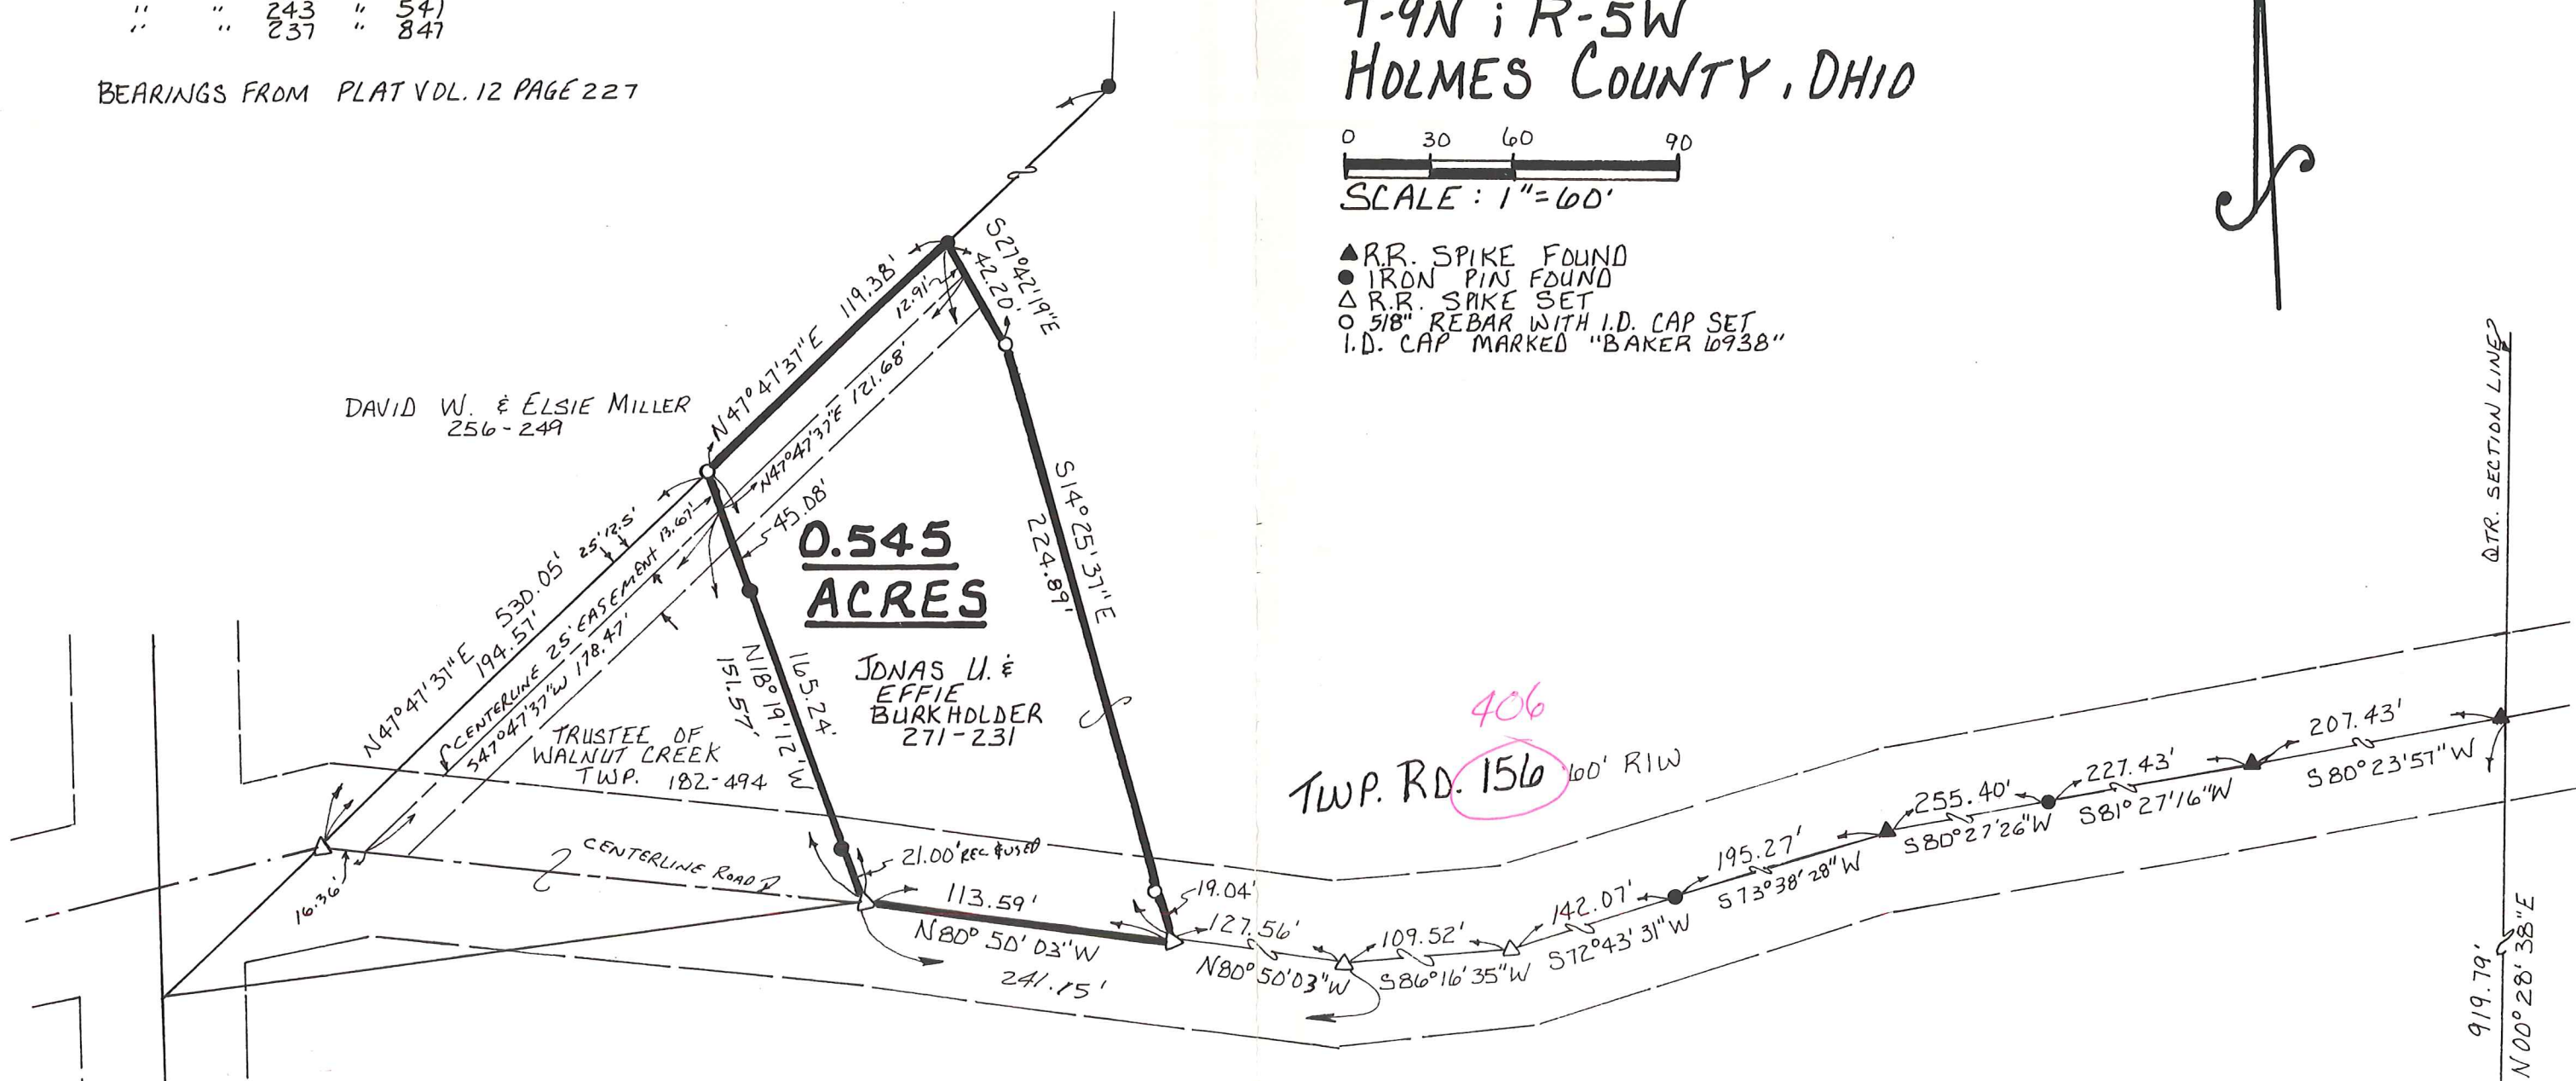 " " 243 " 541
" " 237 " 847
BEARINGS FROM PLAT VOL. 12 PAGE 227
T-9N ; R-5W
HOLMES COUNTY, OHIO
0 30 60 90
SCALE: 1"=60'
▲ R.R. SPIKE FOUND
● IRON PIN FOUND
△ R.R. SPIKE SET
○ 5/8" REBAR WITH I.D. CAP SET
I.D. CAP MARKED "BAKER 6938"
DAVID W. & ELSIE MILLER
256-249
N47°47'37"E 119.38'
12.91'
S27°42'19"E
42.20'
N47°47'37"E 121.68'
45.08'
0.545
ACRES
JONAS U. &
EFFIE
BURKHOLDER
271-231
S14°25'37"E
224.89'
N47°47'37"E 530.05'
194.57'
25' 12.5'
CENTERLINE 25' EASEMENT 13.67'
S47°47'37"W 178.47'
165.24'
N18°19'12"W
151.57'
TRUSTEE OF
WALNUT CREEK
TWP. 182-494
16.36'
CENTERLINE ROAD
21.00' REC & USED
113.59'
N80°50'03"W
241.15'
19.04'
127.56'
N80°50'03"W
109.52'
S86°16'35"W
142.07'
S72°43'31"W
195.27'
S73°38'28"W
255.40'
S80°27'26"W
227.43'
S81°27'16"W
207.43'
S80°23'57"W
406
TWP. RD. 156 60' R/W
QTR. SECTION LINE
919.79'
N00°28'38"E